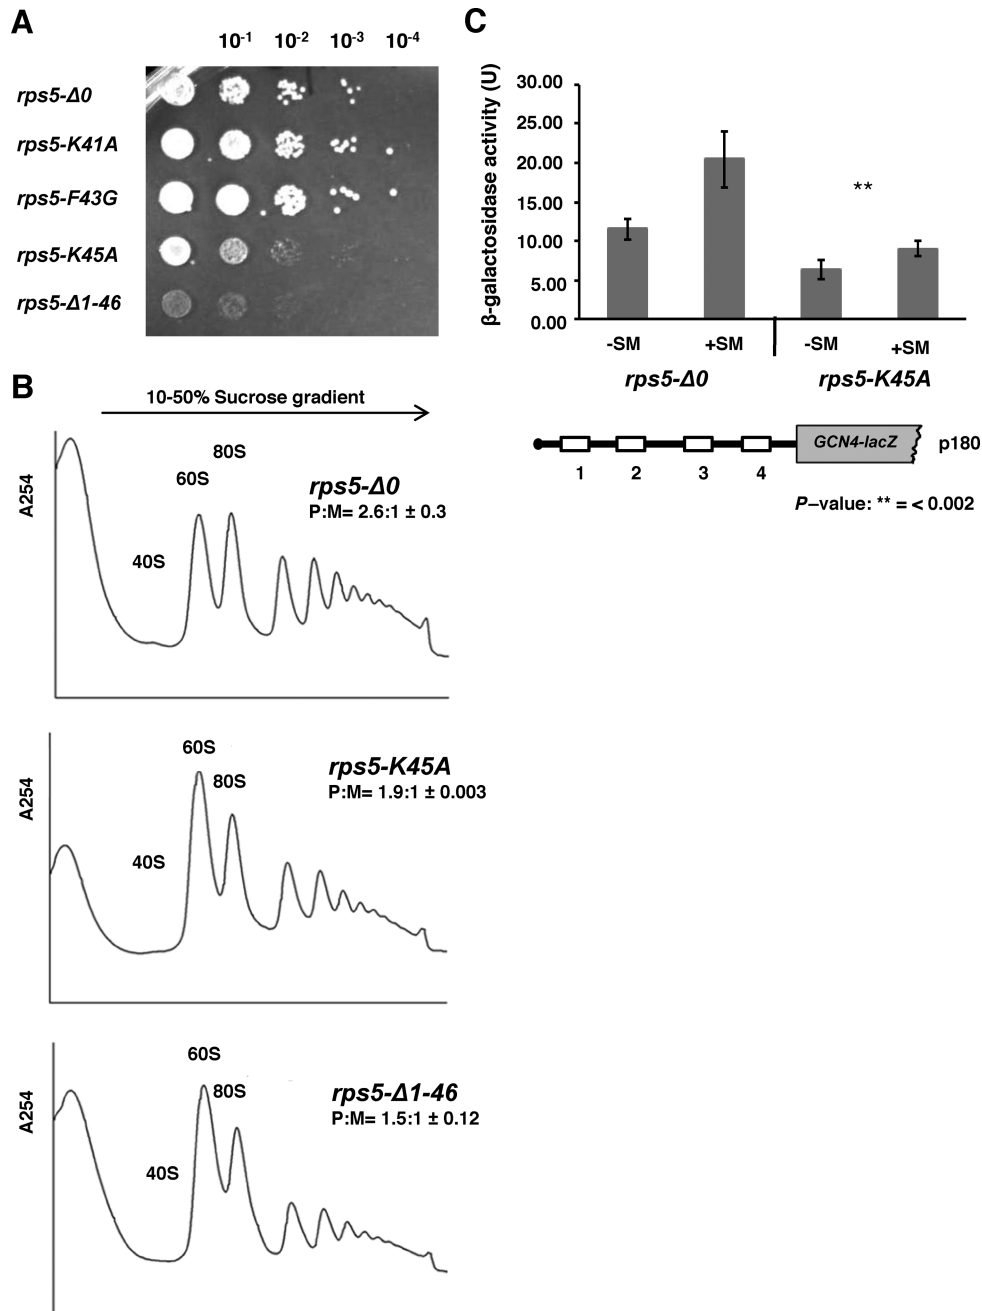 A
10-1 10-2 10-3 10-4
rps5-Δ0
rps5-K41A
rps5-F43G
rps5-K45A
rps5-Δ1-46
B
10-50% Sucrose gradient
A254
40S
60S
80S
rps5-Δ0
P:M= 2.6:1 ± 0.3
A254
40S
60S
80S
rps5-K45A
P:M= 1.9:1 ± 0.003
A254
40S
60S
80S
rps5-Δ1-46
P:M= 1.5:1 ± 0.12
C
β-galactosidase activity (U)
30.00
25.00
20.00
15.00
10.00
5.00
0.00
**
-SM +SM -SM +SM
rps5-Δ0 rps5-K45A
GCN4-lacZ p180
1 2 3 4
P–value: ** = < 0.002